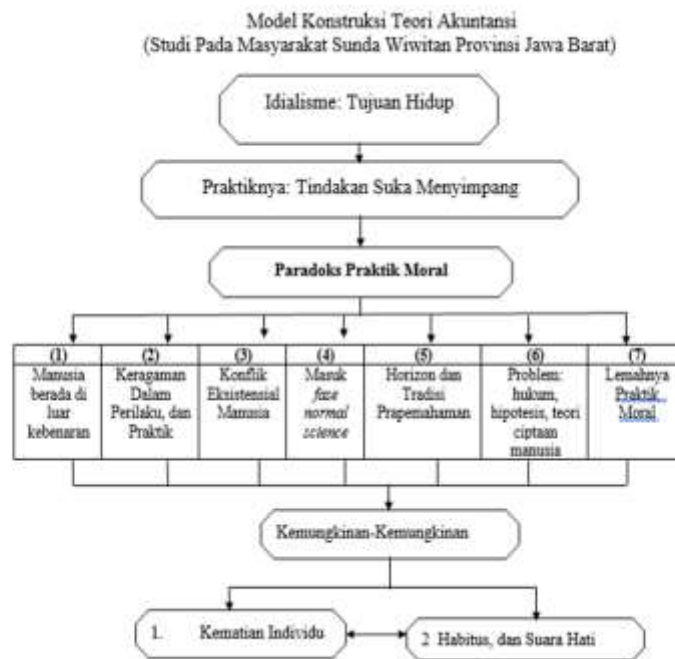 Model Konstruksi Teori Akuntansi
(Studi Pada Masyarakat Sunda Wiwitan Provinsi Jawa Barat)
Idialisme: Tujuan Hidup
Praktiknya: Tindakan Suka Menyimpang
Paradoks Praktik Moral
(1)
Manusia
berada di
luar
kebenaran
(2)
Keragaman
Dalam
Perilaku, dan
Praktik
(3)
Konflik
Eksistensial
Manusia
(4)
Masuk
fase
normal
science
(5)
Horizon dan
Tradisi
Prapemahaman
(6)
Problem:
hukum,
hipotesis, teori
ciptaan
manusia
(7)
Lemahnya
Praktik
Moral
Kemungkinan-Kemungkinan
1. Kematian Individu
2 Habitus, dan Suara Hati